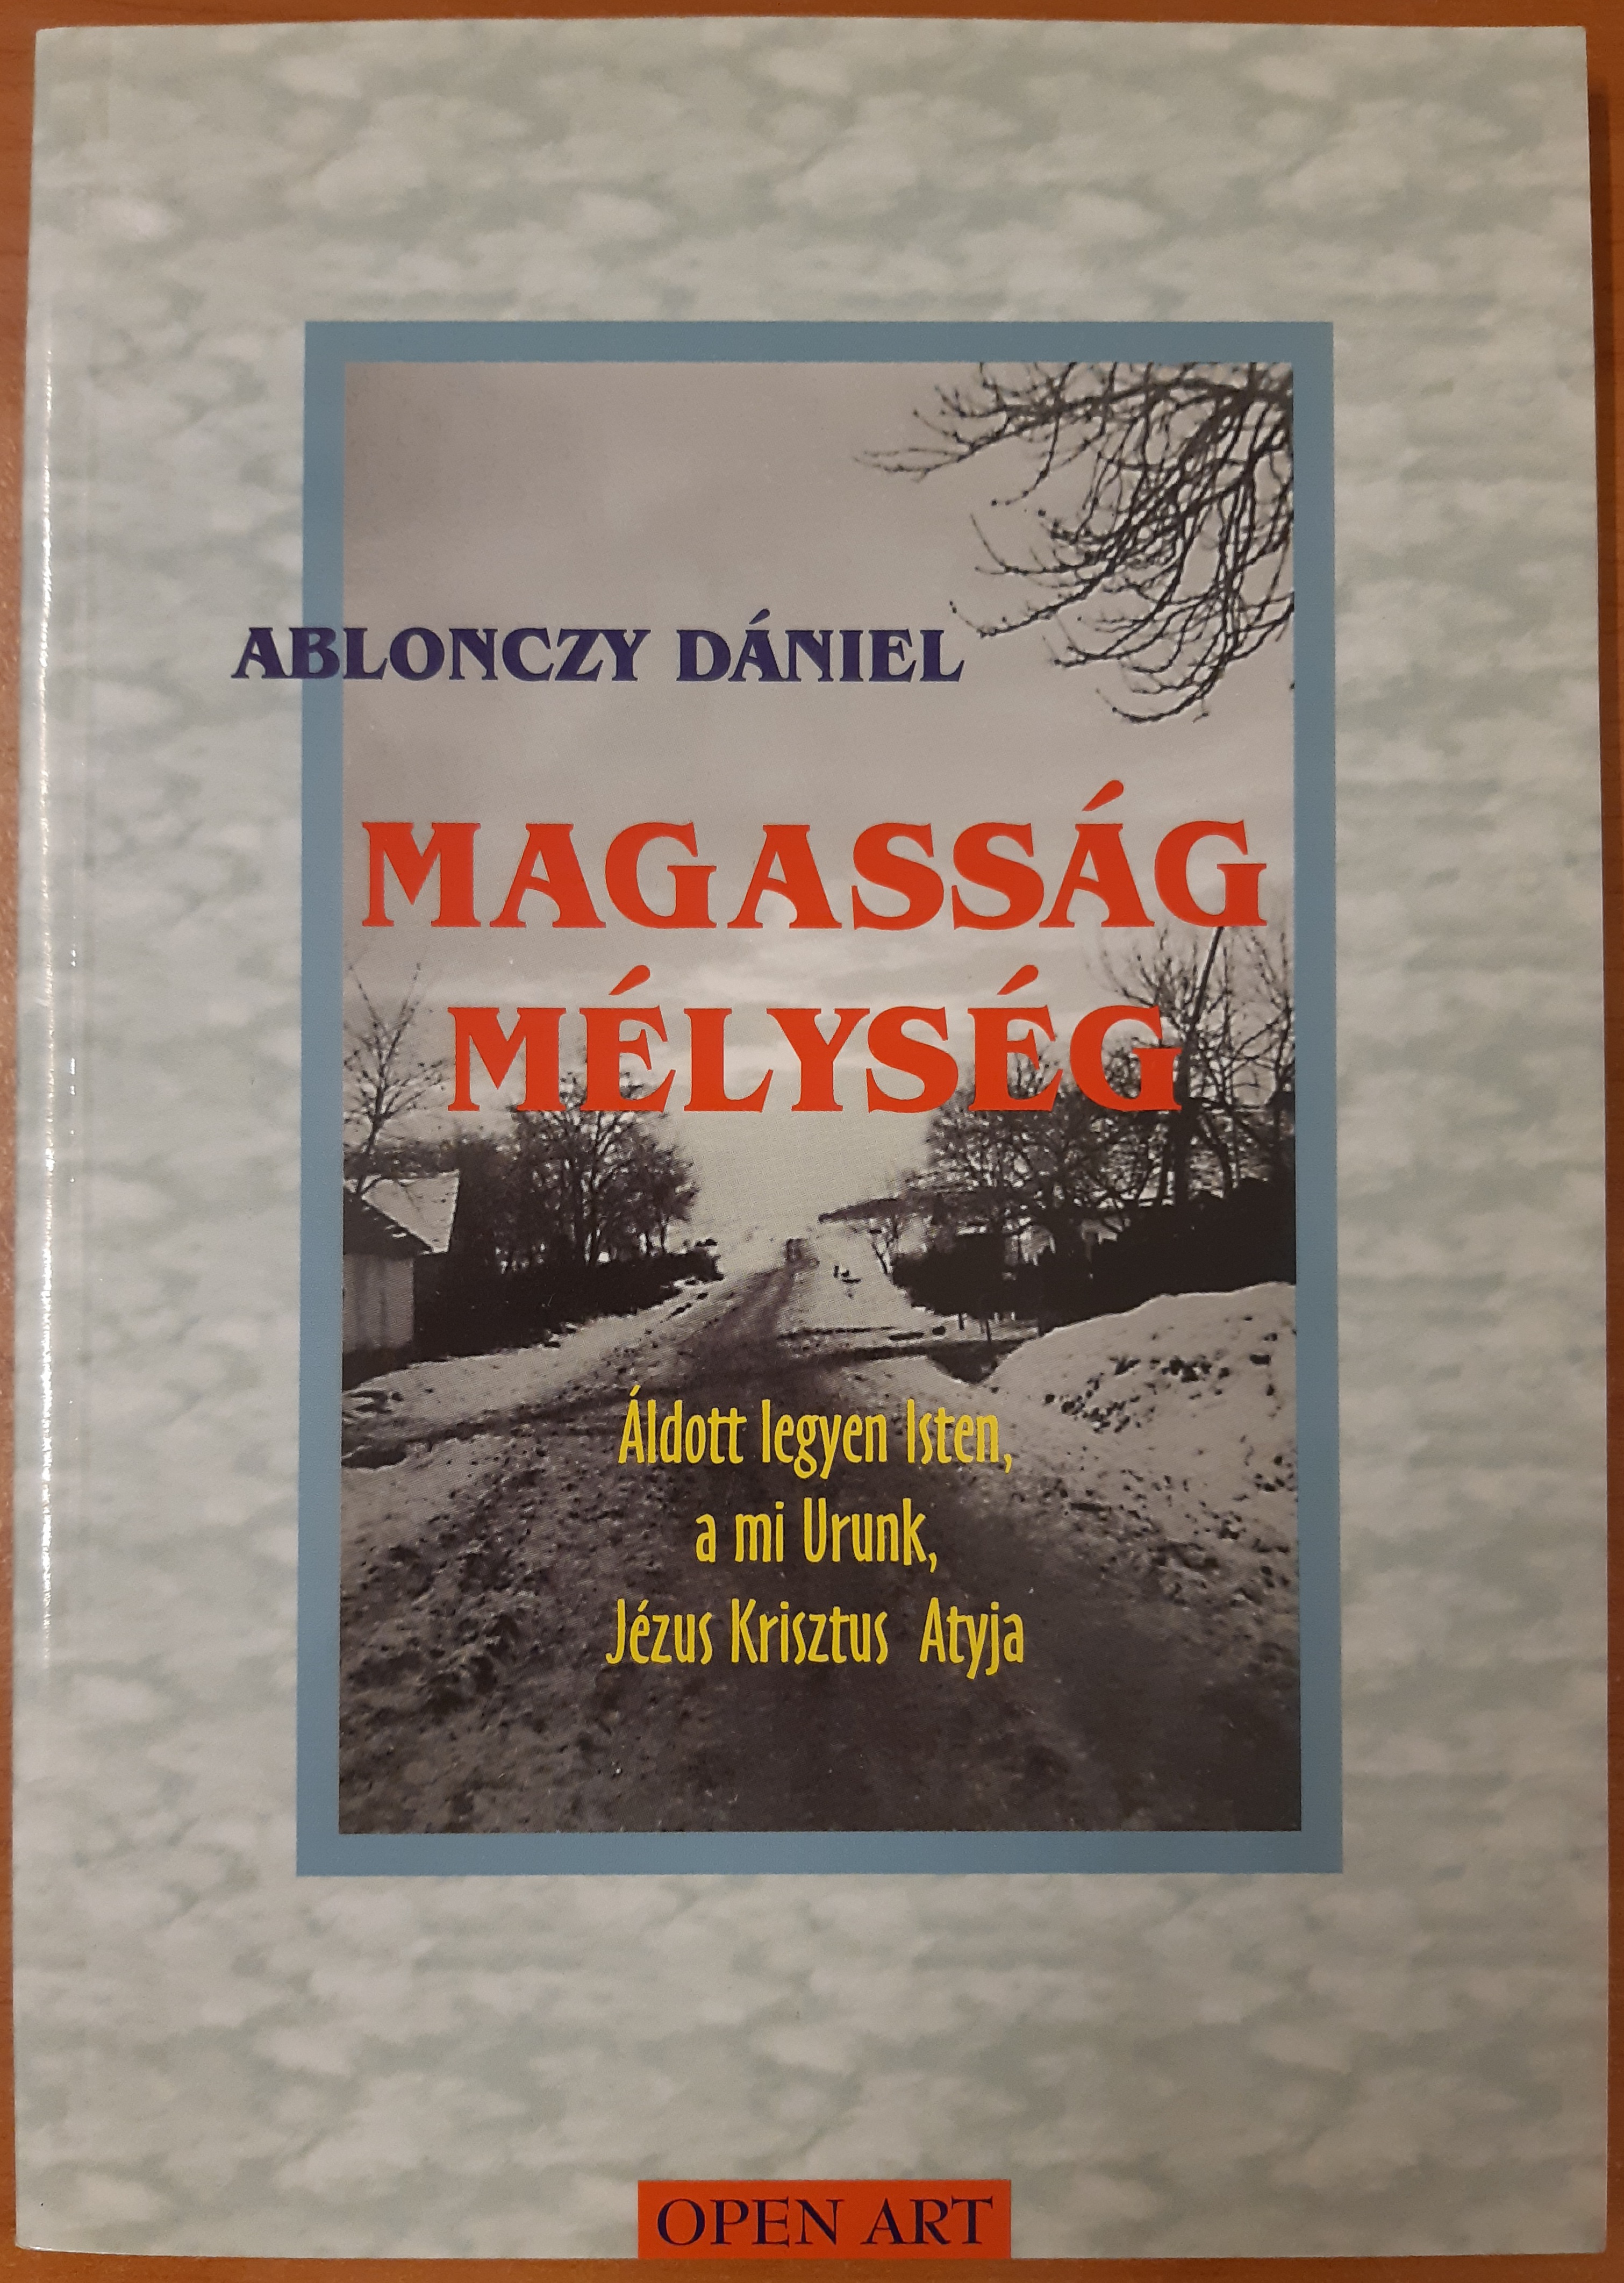 ABLONCZY DÁNIEL
MAGASSÁG
MÉLYSÉG
Áldott legyen Isten,
a mi Urunk,
Jézus Krisztus Atyja
OPEN ART